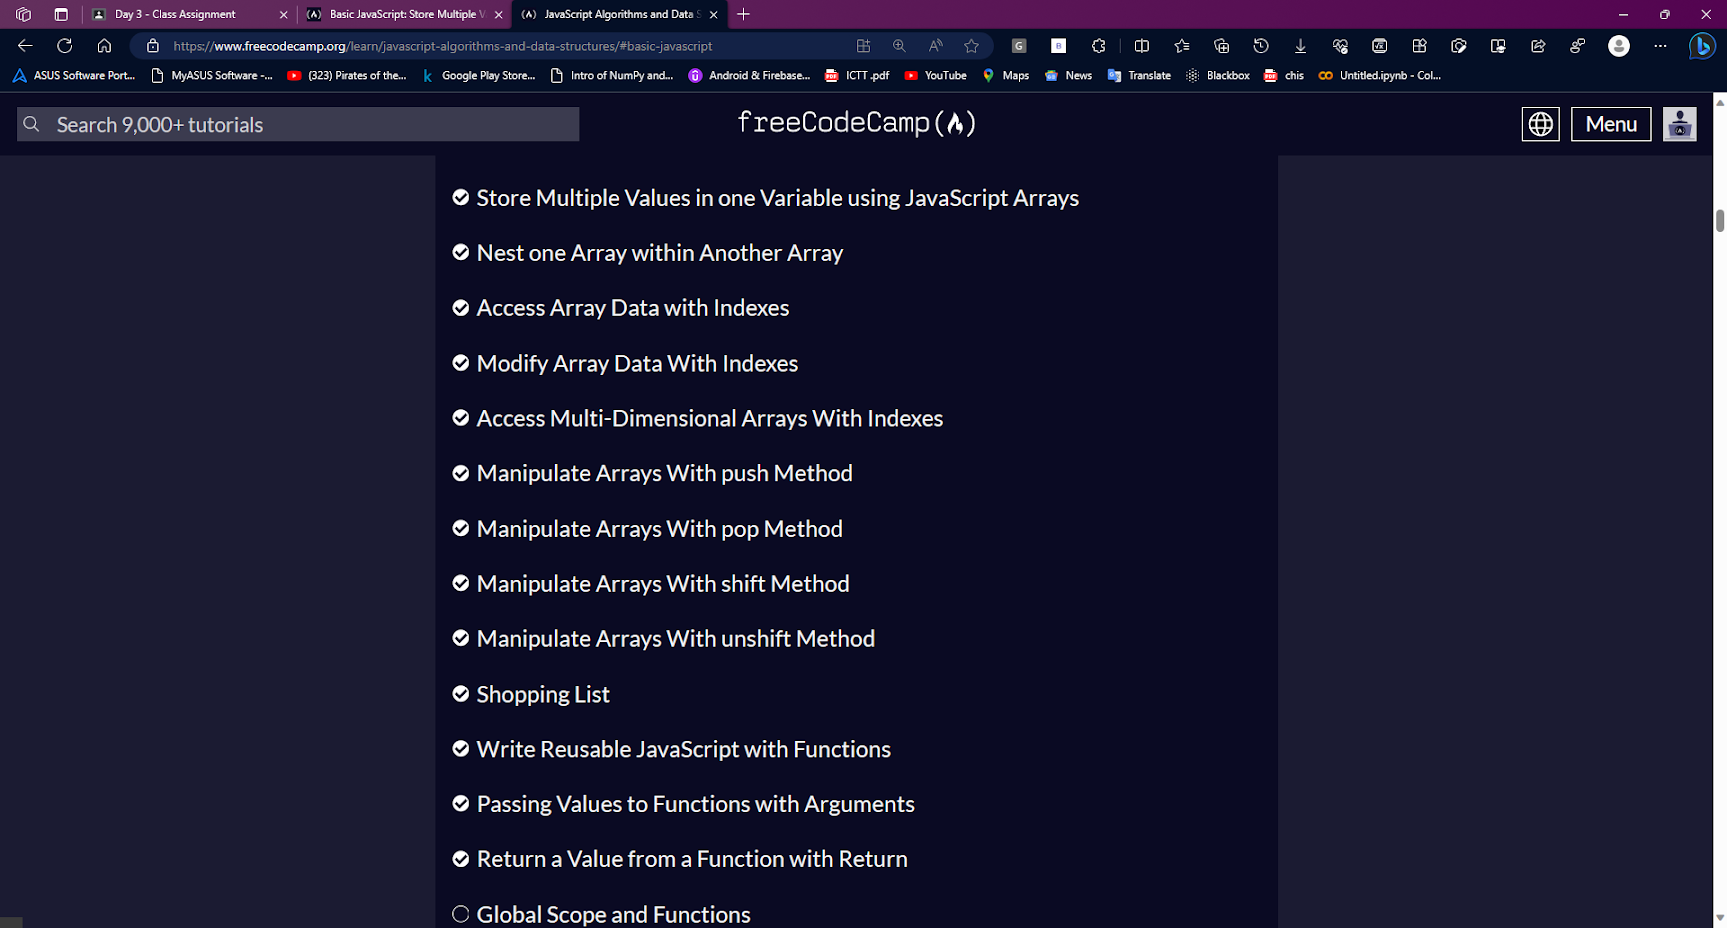 Day 3 - Class Assignment
Basic JavaScript: Store Multiple V
JavaScript Algorithms and Data S
https://www.freecodecamp.org/learn/javascript-algorithms-and-data-structures/#basic-javascript
ASUS Software Port...
MyASUS Software -...
(323) Pirates of the...
Google Play Store...
Intro of NumPy and...
Android & Firebase...
ICTT .pdf
YouTube
Maps
News
Translate
Blackbox
chis
Untitled.ipynb - Col...
Search 9,000+ tutorials
freeCodeCamp
Menu
Store Multiple Values in one Variable using JavaScript Arrays
Nest one Array within Another Array
Access Array Data with Indexes
Modify Array Data With Indexes
Access Multi-Dimensional Arrays With Indexes
Manipulate Arrays With push Method
Manipulate Arrays With pop Method
Manipulate Arrays With shift Method
Manipulate Arrays With unshift Method
Shopping List
Write Reusable JavaScript with Functions
Passing Values to Functions with Arguments
Return a Value from a Function with Return
Global Scope and Functions